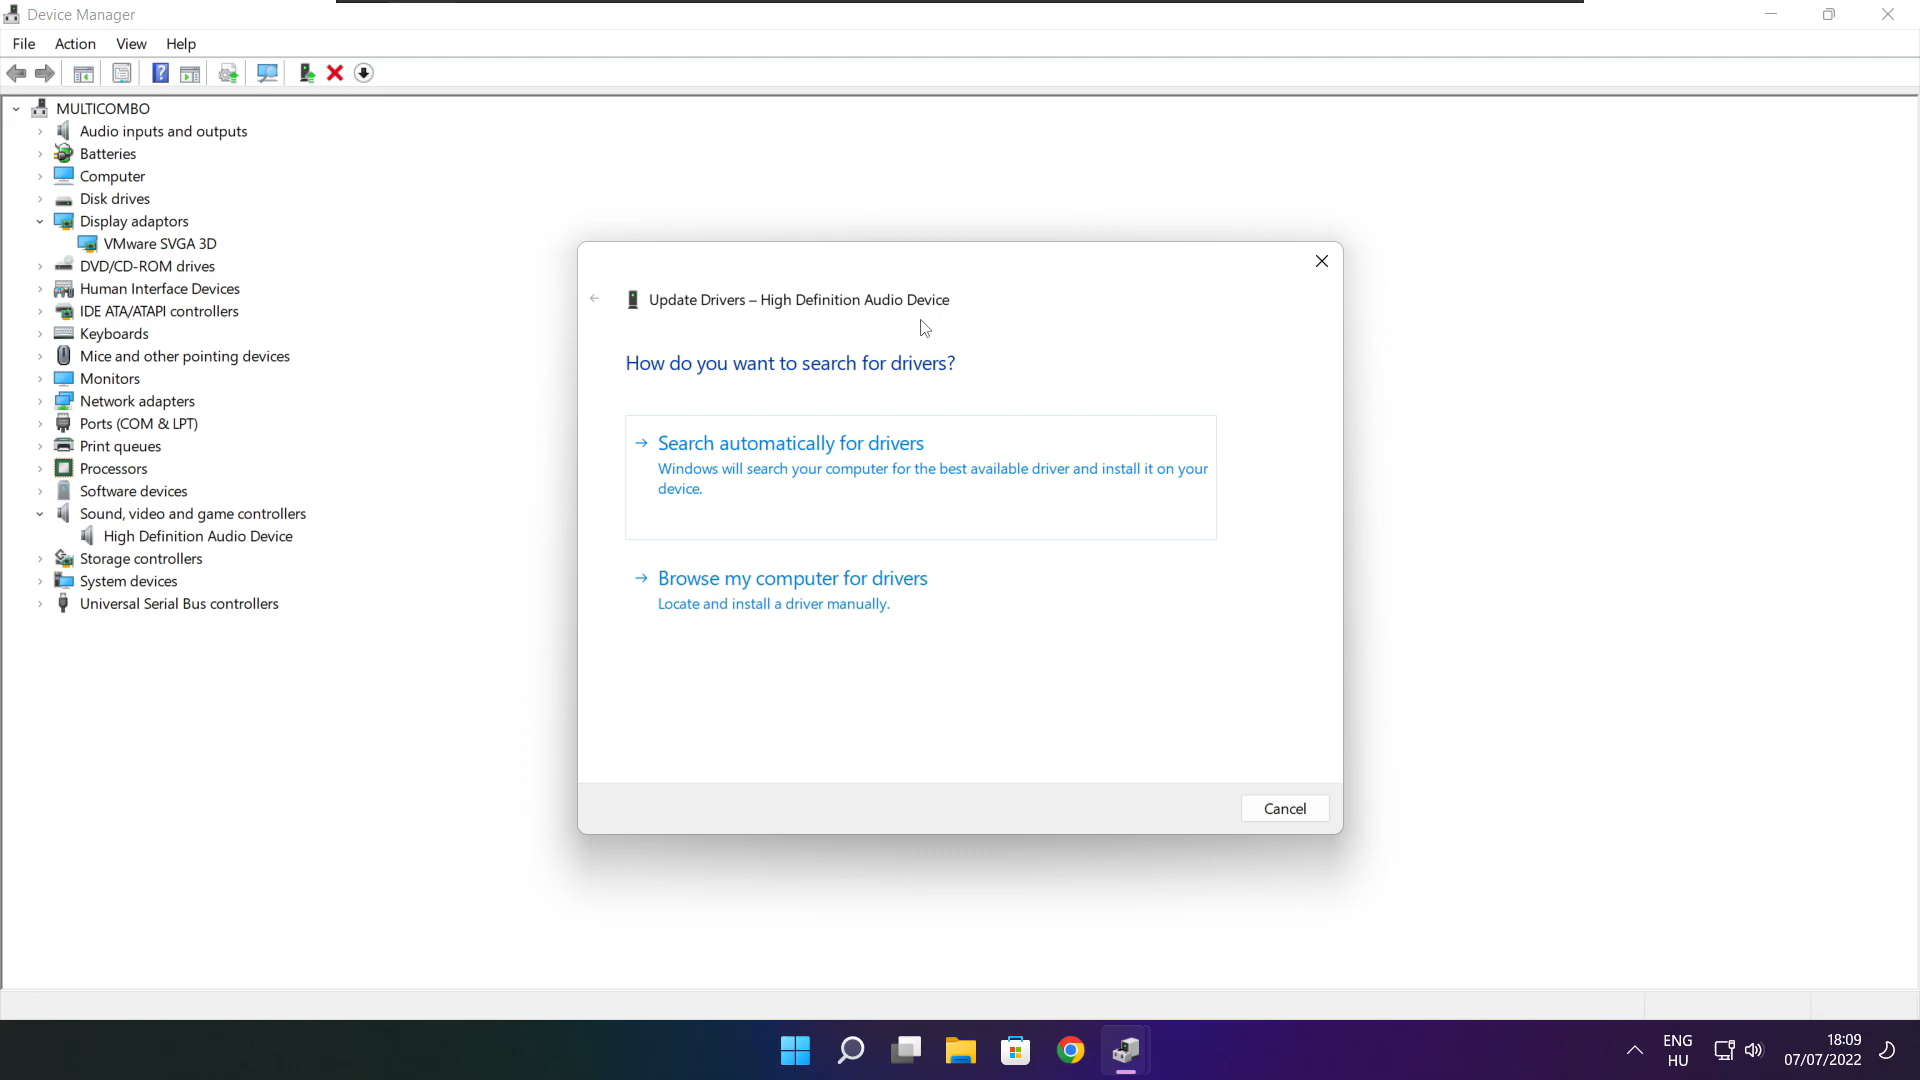 Device Manager
File Action View Help
MULTICOMBO
Audio inputs and outputs
Batteries
Computer
Disk drives
Display adaptors
VMware SVGA 3D
DVD/CD-ROM drives
Human Interface Devices
IDE ATA/ATAPI controllers
Keyboards
Mice and other pointing devices
Monitors
Network adapters
Ports (COM & LPT)
Print queues
Processors
Software devices
Sound, video and game controllers
High Definition Audio Device
Storage controllers
System devices
Universal Serial Bus controllers
Update Drivers – High Definition Audio Device
How do you want to search for drivers?
Search automatically for drivers
Windows will search your computer for the best available driver and install it on your
device.
Browse my computer for drivers
Locate and install a driver manually.
Cancel
ENG
HU
18:09
07/07/2022